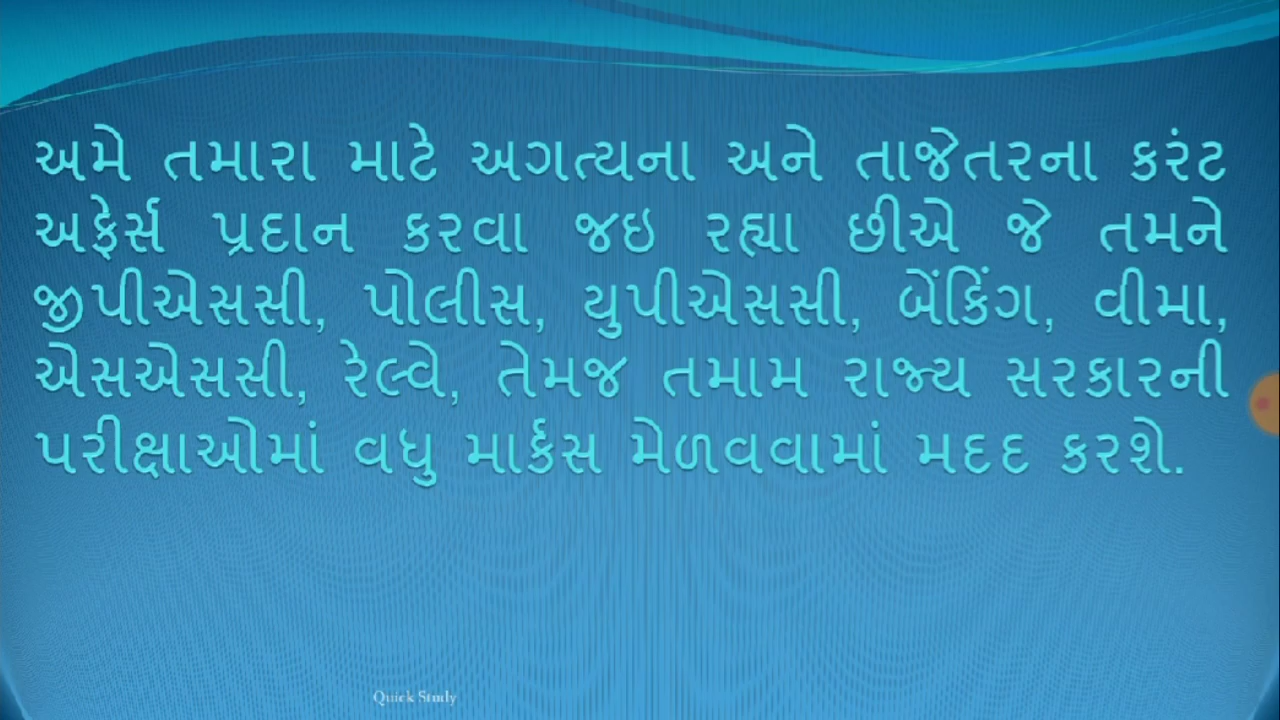 અમે તમારા માટે અગત્યના અને તાજેતરના કરંટ
અફેર્સ પ્રદાન કરવા જઇ રહ્યા છીએ જે તમને
જીપીએસસી, પોલીસ, યુપીએસસી, બેંકિંગ, વીમા,
એસએસસી, રેલ્વે, તેમજ તમામ રાજ્ય સરકારની
પરીક્ષાઓમાં વધુ માર્કસ મેળવવામાં મદદ કરશે.
Quick Study